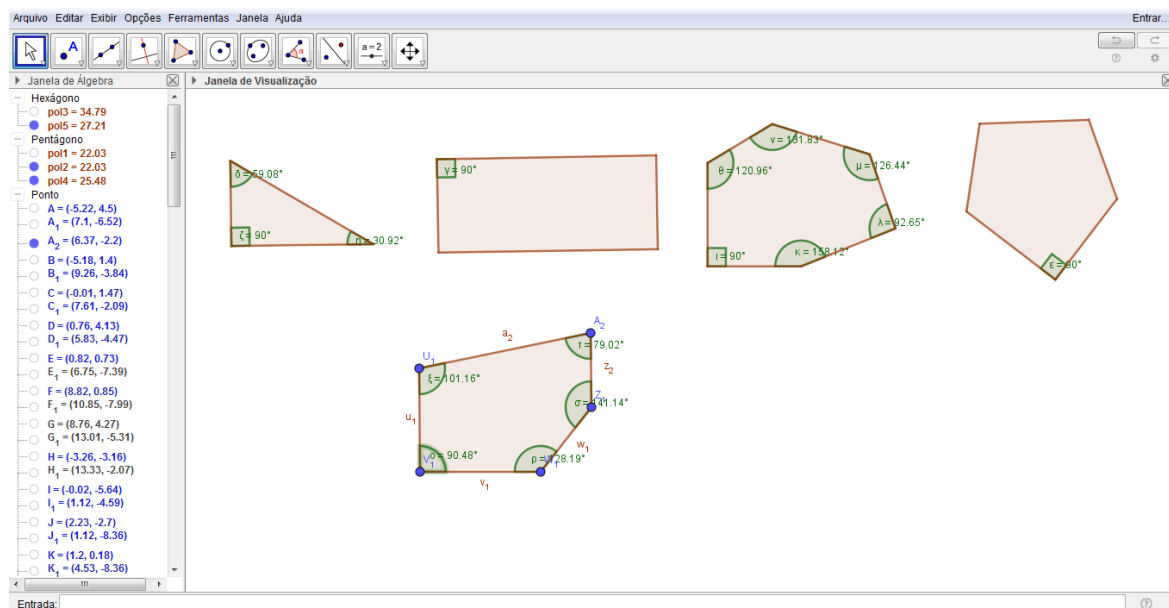 Arquivo Editar Exibir Opções Ferramentas Janela Ajuda Entrar...
A α a = 2
Janela de Álgebra
Janela de Visualização
Hexágono
pol3 = 34.79
pol5 = 27.21
Pentágono
pol1 = 22.03
pol2 = 22.03
pol4 = 25.48
Ponto
A = (-5.22, 4.5)
A₁ = (7.1, -6.52)
A₂ = (6.37, -2.2)
B = (-5.18, 1.4)
B₁ = (9.26, -3.84)
C = (-0.01, 1.47)
C₁ = (7.61, -2.09)
D = (0.76, 4.13)
D₁ = (5.83, -4.47)
E = (0.82, 0.73)
E₁ = (6.75, -7.39)
F = (8.82, 0.85)
F₁ = (10.85, -7.99)
G = (8.76, 4.27)
G₁ = (13.01, -5.31)
H = (-3.26, -3.16)
H₁ = (13.33, -2.07)
I = (-0.02, -5.64)
I₁ = (1.12, -4.59)
J = (2.23, -2.7)
J₁ = (1.12, -8.36)
K = (1.2, 0.18)
K₁ = (4.53, -8.36)
δ = 59.08°
ζ = 90°
η = 30.92°
γ = 90°
ν = 131.83°
θ = 120.96°
μ = 126.44°
λ = 92.65°
ι = 90°
κ = 158.12°
ε = 90°
A₂
a₂
U₁
τ = 79.02°
ξ = 101.16°
z₂
σ = 141.14°
Z₁
u₁
w₁
ο = 90.48°
V₁
ρ = 128.19°
v₁
Entrada: